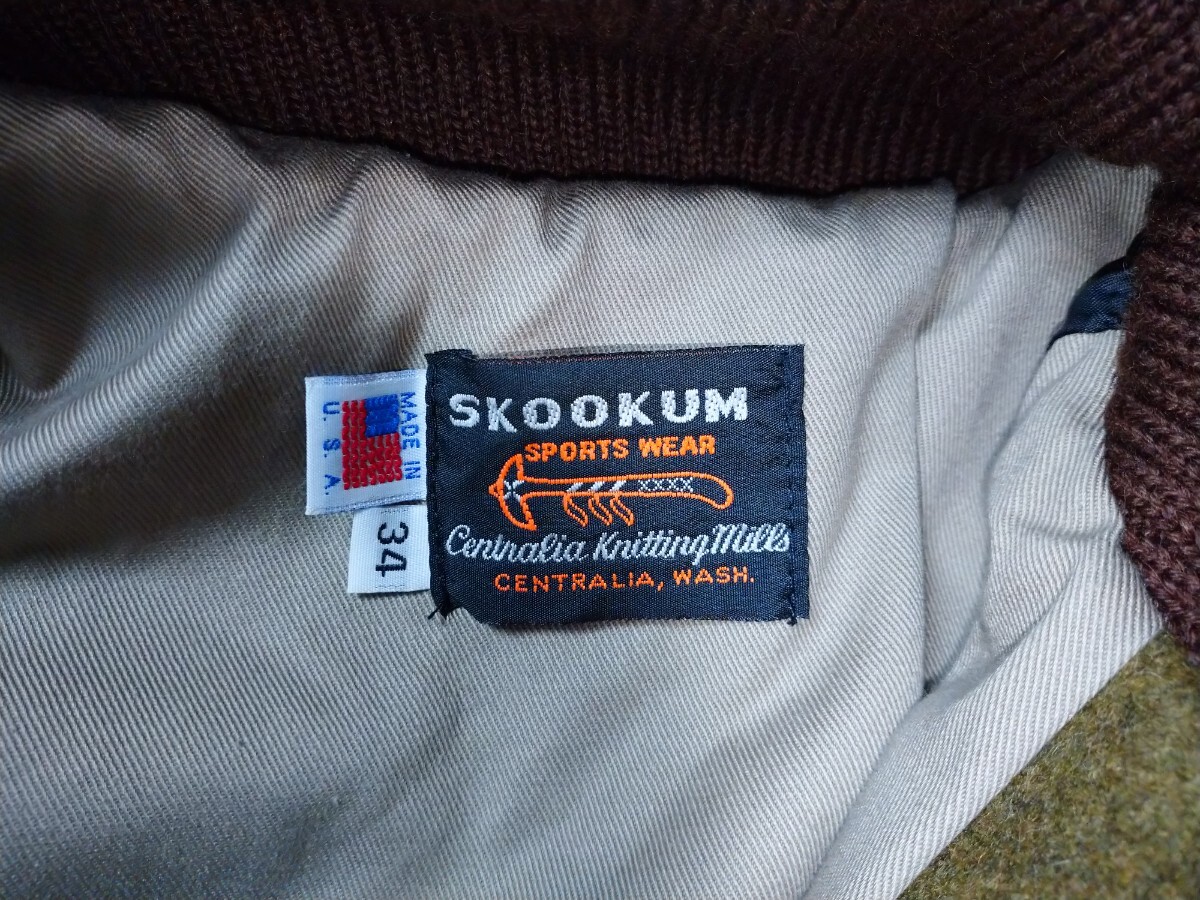 SKOOKUM
SPORTS WEAR
Centralia Knitting Mills
CENTRALIA, WASH.
MADE IN
U. S. A.
34